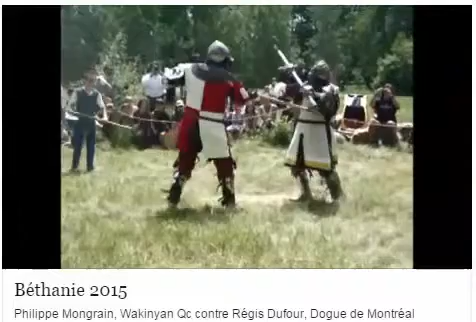 Béthanie 2015
Philippe Mongrain, Wakinyan Qc contre Régis Dufour, Dogue de Montréal